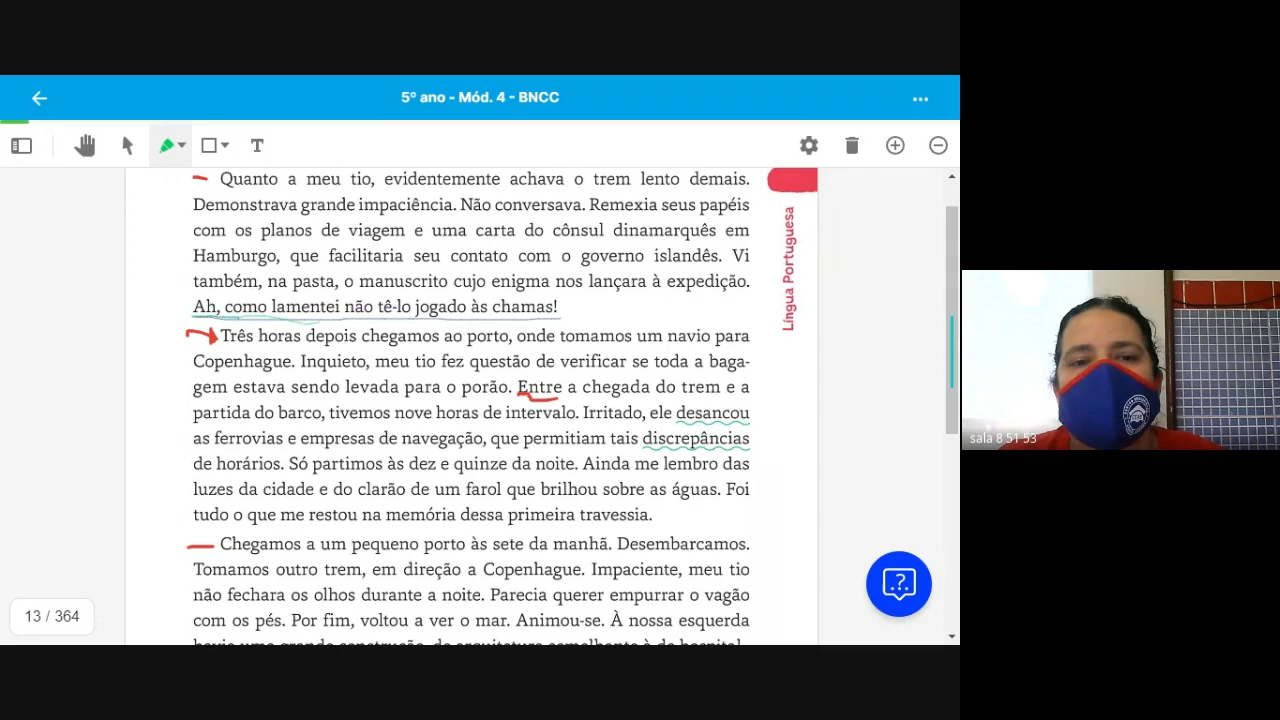 5º ano - Mód. 4 - BNCC
T
Quanto a meu tio, evidentemente achava o trem lento demais.
Demonstrava grande impaciência. Não conversava. Remexia seus papéis
com os planos de viagem e uma carta do cônsul dinamarquês em
Hamburgo, que facilitaria seu contato com o governo islandês. Vi
também, na pasta, o manuscrito cujo enigma nos lançara à expedição.
Ah, como lamentei não tê-lo jogado às chamas!
Três horas depois chegamos ao porto, onde tomamos um navio para
Copenhague. Inquieto, meu tio fez questão de verificar se toda a baga-
gem estava sendo levada para o porão. Entre a chegada do trem e a
partida do barco, tivemos nove horas de intervalo. Irritado, ele desancou
as ferrovias e empresas de navegação, que permitiam tais discrepâncias
de horários. Só partimos às dez e quinze da noite. Ainda me lembro das
luzes da cidade e do clarão de um farol que brilhou sobre as águas. Foi
tudo o que me restou na memória dessa primeira travessia.
Chegamos a um pequeno porto às sete da manhã. Desembarcamos.
Tomamos outro trem, em direção a Copenhague. Impaciente, meu tio
não fechara os olhos durante a noite. Parecia querer empurrar o vagão
com os pés. Por fim, voltou a ver o mar. Animou-se. À nossa esquerda
havia uma grande construção, de arquitetura semelhante à de hospital.
Língua Portuguesa
13 / 364
sala 8 51 53